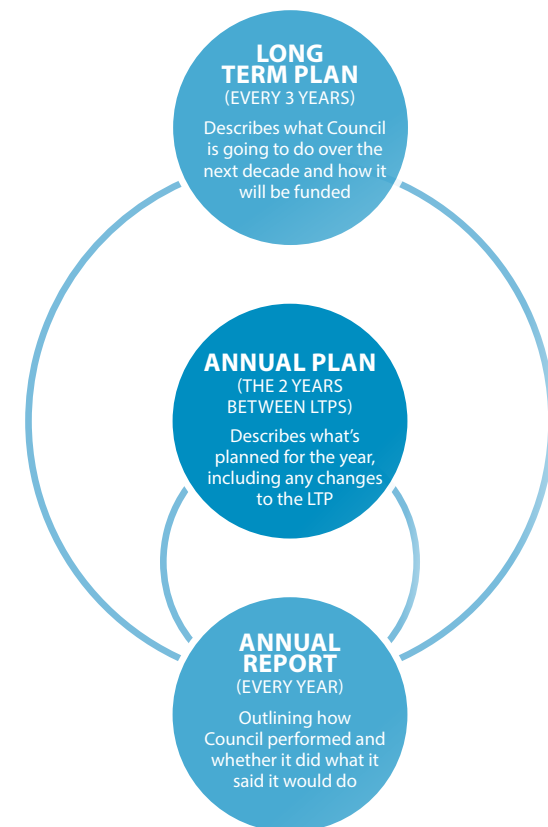 LONG
TERM PLAN
(EVERY 3 YEARS)
Describes what Council
is going to do over the
next decade and how it
will be funded
ANNUAL PLAN
(THE 2 YEARS
BETWEEN LTPS)
Describes what's
planned for the year,
including any changes
to the LTP
ANNUAL
REPORT
(EVERY YEAR)
Outlining how
Council performed and
whether it did what it
said it would do